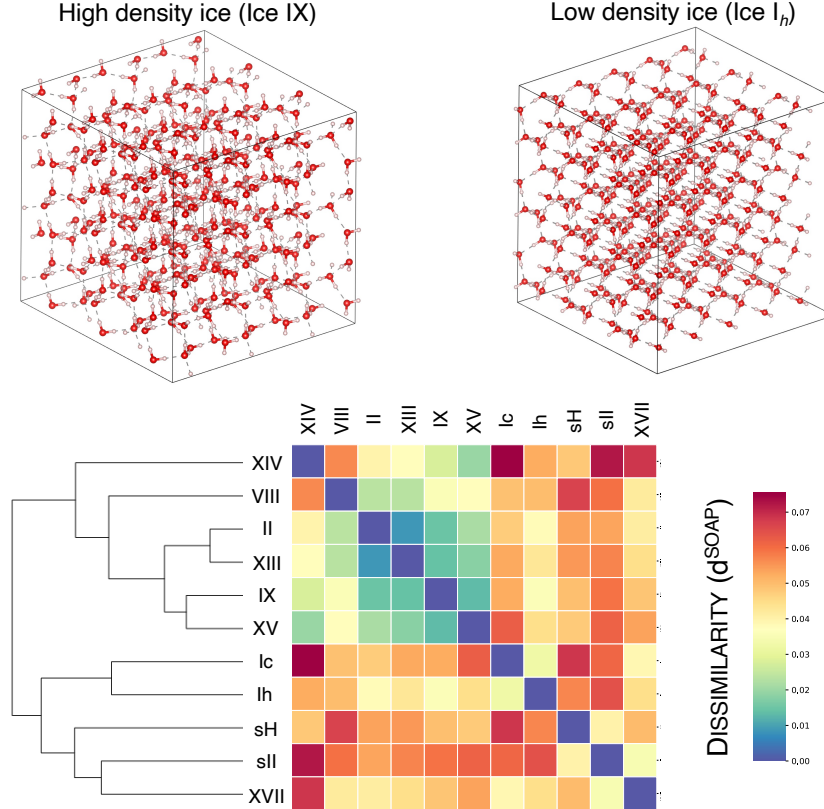 High density ice (Ice IX)
Low density ice (Ice Ih)
XIV VIII II XIII IX XV Ic Ih sH sII XVII
XIV
VIII
II
XIII
IX
XV
Ic
Ih
sH
sII
XVII
0,07
0,06
0,05
0,04
0,03
0,02
0,01
0,00
DISSIMILARITY (dSOAP)